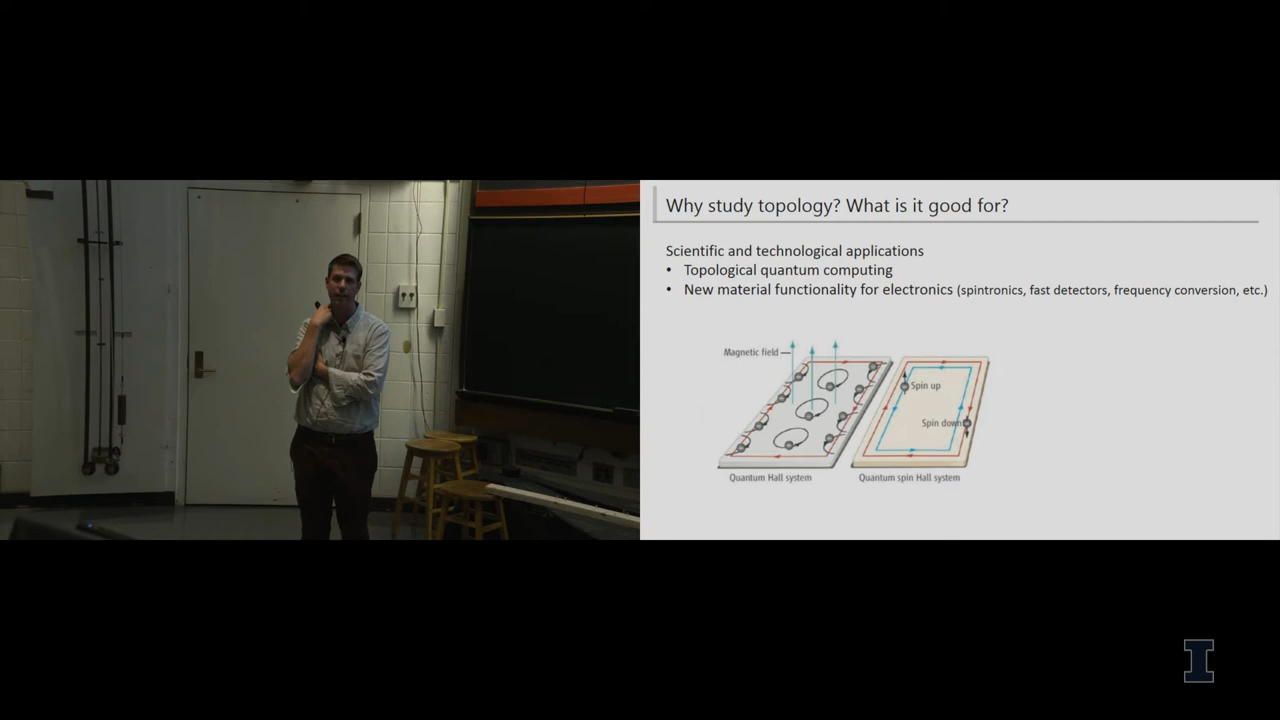 Why study topology? What is it good for?
Scientific and technological applications
• Topological quantum computing
• New material functionality for electronics (spintronics, fast detectors, frequency conversion, etc.)
Magnetic field
Spin up
Spin down
Quantum Hall system
Quantum spin Hall system
I